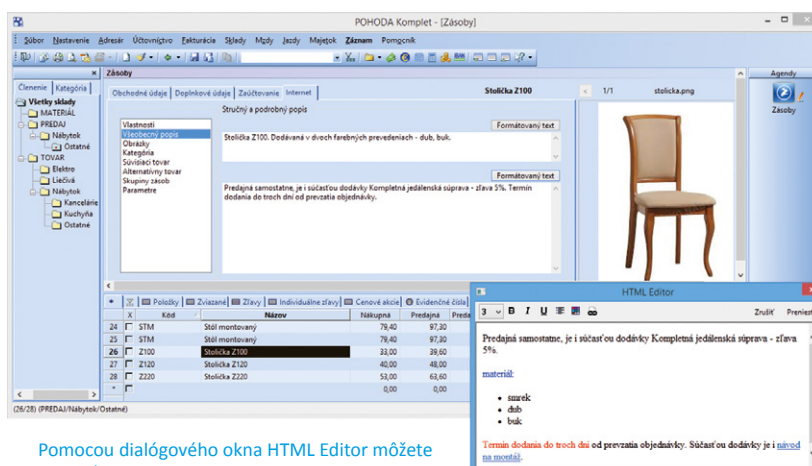 POHODA Komplet - [Zásoby]
Súbor Nastavenie Adresár Účtovníctvo Fakturácia Sklady Mzdy Jazdy Majetok Záznam Pomocník
Zásoby
Agendy
Členenie Kategória
Obchodné údaje Doplnkové údaje Zaúčtovanie Internet
Stolička Z100
1/1 stolicka.png
Zásoby
Všetky sklady
MATERIÁL
PREDAJ
Nábytok
Ostatné
TOVAR
Elektro
Liečivá
Nábytok
Kancelárie
Kuchyňa
Ostatné
Stručný a podrobný popis
Vlastnosti
Všeobecný popis
Obrázky
Kategória
Súvisiaci tovar
Alternatívny tovar
Skupiny zásob
Parametre
Formátovaný text
Stolička Z100. Dodávaná v dvoch farebných prevedeniach - dub, buk.
Formátovaný text
Predajná samostatne, je i súčasťou dodávky Kompletná jedálenská súprava - zľava 5%. Termín
dodania do troch dní od prevzatia objednávky.
Položky Zviazané Zľavy Individuálne zľavy Cenové akcie Evidenčné čísla
X Kód Názov Nákupná Predajná Preda
24 STM Stôl montovaný 79,40 97,30
25 STM Stôl montovaný 79,40 97,30
26 Z100 Stolička Z100 33,00 39,60
27 Z120 Stolička Z120 40,00 48,00
28 Z220 Stolička Z220 53,00 63,60
* 0,00 0,00
(26/28) (PREDAJ/Nábytok/Ostatné)
HTML Editor
3 B I U Zrušiť Preniesť
Predajná samostatne, je i súčasťou dodávky Kompletná jedálenská súprava - zľava
5%.
materiál:
smrek
dub
buk
Termín dodania do troch dní od prevzatia objednávky. Súčasťou dodávky je i návod
na montáž.
Pomocou dialógového okna HTML Editor môžete